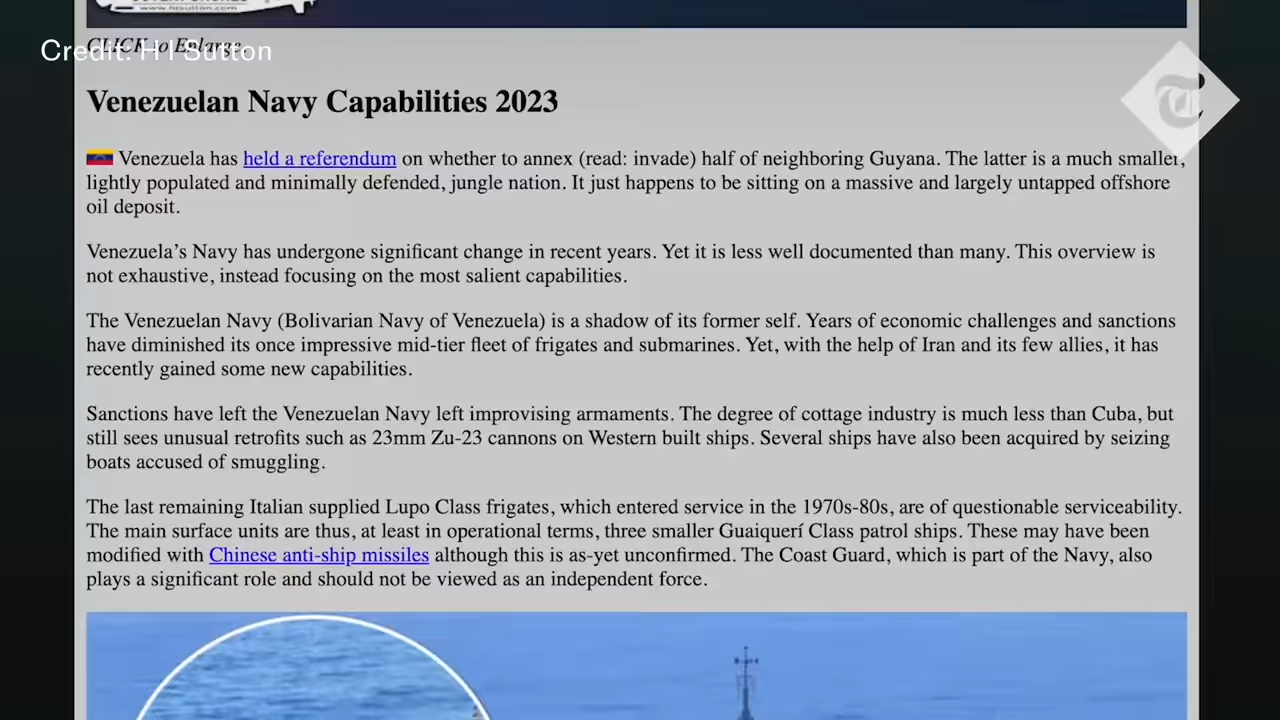 www.hisutton.com
CLICK to Enlarge.
Credit: H I Sutton
Venezuelan Navy Capabilities 2023
Venezuela has held a referendum on whether to annex (read: invade) half of neighboring Guyana. The latter is a much smaller,
lightly populated and minimally defended, jungle nation. It just happens to be sitting on a massive and largely untapped offshore
oil deposit.
Venezuela’s Navy has undergone significant change in recent years. Yet it is less well documented than many. This overview is
not exhaustive, instead focusing on the most salient capabilities.
The Venezuelan Navy (Bolivarian Navy of Venezuela) is a shadow of its former self. Years of economic challenges and sanctions
have diminished its once impressive mid-tier fleet of frigates and submarines. Yet, with the help of Iran and its few allies, it has
recently gained some new capabilities.
Sanctions have left the Venezuelan Navy left improvising armaments. The degree of cottage industry is much less than Cuba, but
still sees unusual retrofits such as 23mm Zu-23 cannons on Western built ships. Several ships have also been acquired by seizing
boats accused of smuggling.
The last remaining Italian supplied Lupo Class frigates, which entered service in the 1970s-80s, are of questionable serviceability.
The main surface units are thus, at least in operational terms, three smaller Guaiquerí Class patrol ships. These may have been
modified with Chinese anti-ship missiles although this is as-yet unconfirmed. The Coast Guard, which is part of the Navy, also
plays a significant role and should not be viewed as an independent force.